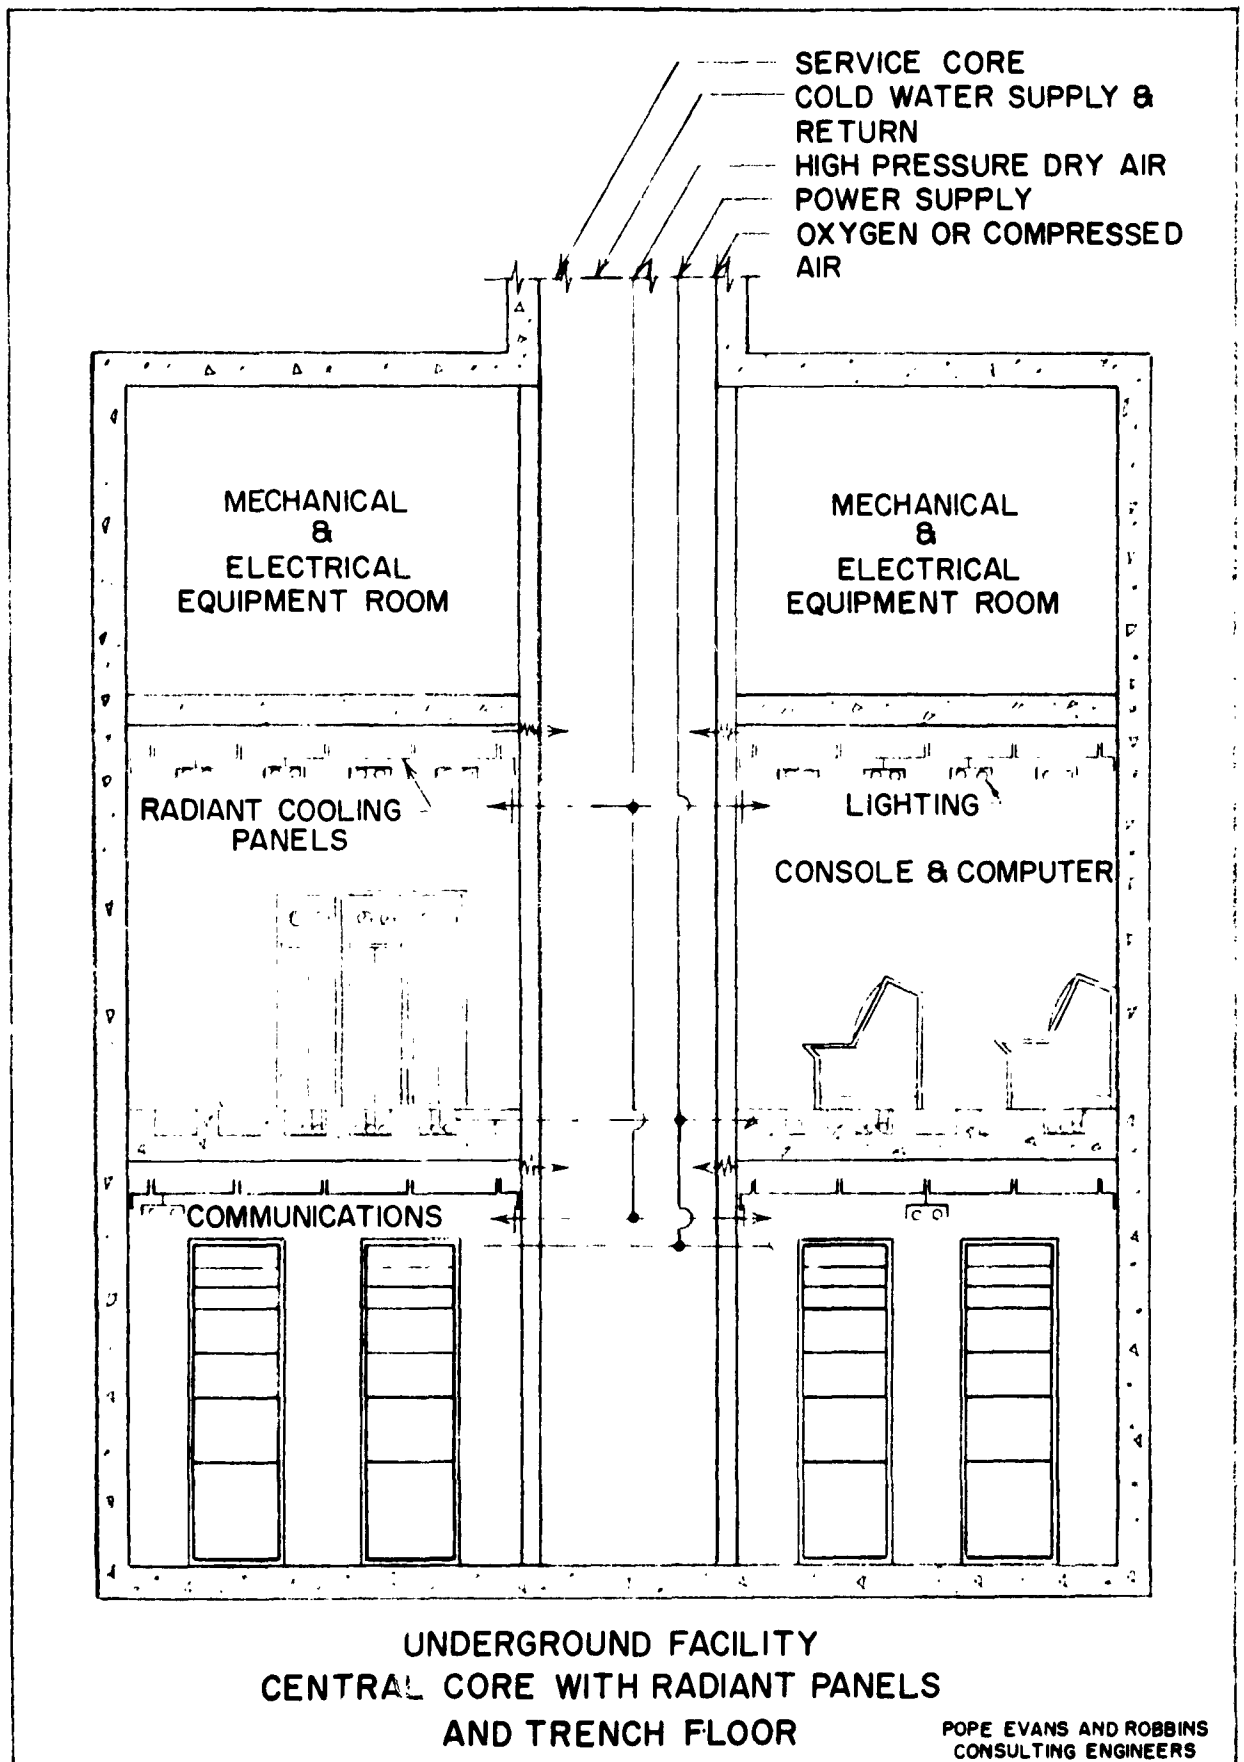 SERVICE CORE
COLD WATER SUPPLY &
RETURN
HIGH PRESSURE DRY AIR
POWER SUPPLY
OXYGEN OR COMPRESSED
AIR
MECHANICAL
&
ELECTRICAL
EQUIPMENT ROOM
MECHANICAL
&
ELECTRICAL
EQUIPMENT ROOM
RADIANT COOLING
PANELS
LIGHTING
CONSOLE & COMPUTER
COMMUNICATIONS
UNDERGROUND FACILITY
CENTRAL CORE WITH RADIANT PANELS
AND TRENCH FLOOR
POPE EVANS AND ROBBINS
CONSULTING ENGINEERS